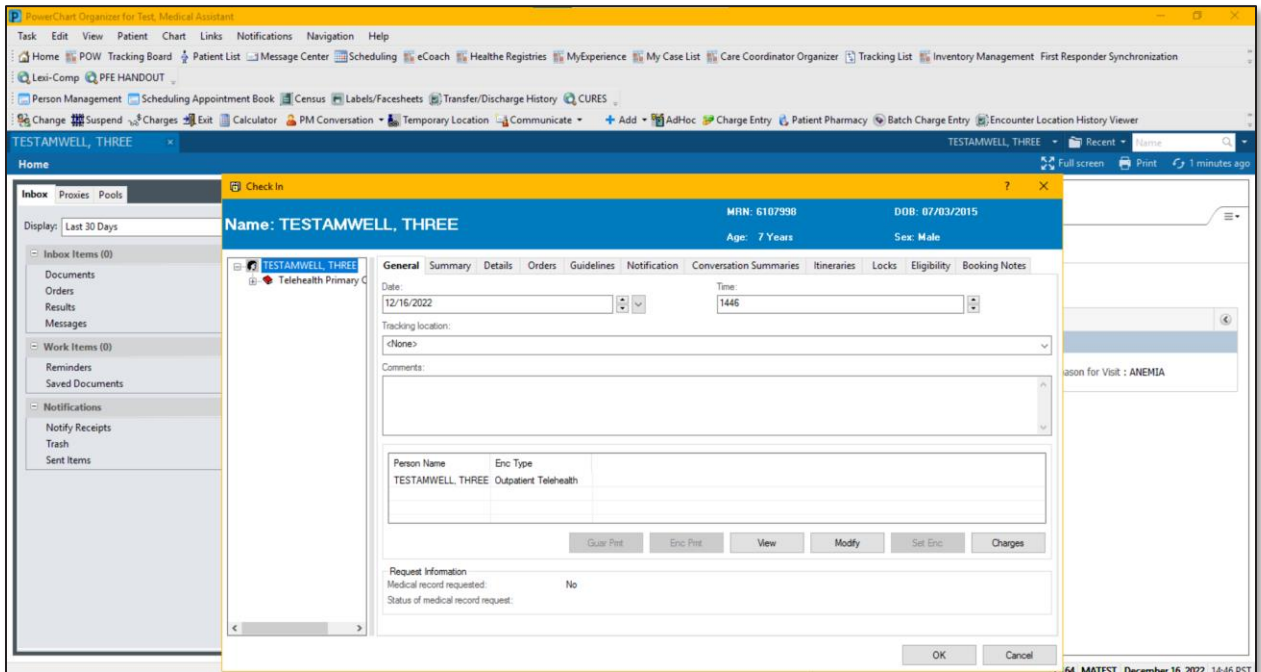 PowerChart Organizer for Test, Medical Assistant
Task Edit View Patient Chart Links Notifications Navigation Help
Home POW Tracking Board Patient List Message Center Scheduling eCoach Healthe Registries MyExperience My Case List Care Coordinator Organizer Tracking List Inventory Management First Responder Synchronization
Lexi-Comp PFE HANDOUT
Person Management Scheduling Appointment Book Census Labels/Facesheets Transfer/Discharge History CURES
Change Suspend Charges Exit Calculator PM Conversation Temporary Location Communicate + Add AdHoc Charge Entry Patient Pharmacy Batch Charge Entry Encounter Location History Viewer
TESTAMWELL, THREE × TESTAMWELL, THREE Recent Name
Home Full screen Print 1 minutes ago
Inbox Proxies Pools
Display: Last 30 Days
Inbox Items (0)
Documents
Orders
Results
Messages
Work Items (0)
Reminders
Saved Documents
Notifications
Notify Receipts
Trash
Sent Items
Check In ? ×
Name: TESTAMWELL, THREE
MRN: 6107998 DOB: 07/03/2015
Age: 7 Years Sex: Male
TESTAMWELL, THREE
Telehealth Primary C
General Summary Details Orders Guidelines Notification Conversation Summaries Itineraries Locks Eligibility Booking Notes
Date: Time:
12/16/2022 1446
Tracking location:
<None>
Comments:
Person Name Enc Type
TESTAMWELL, THREE Outpatient Telehealth
Guar Pmt Enc Pmt View Modify Set Enc Charges
Request Information
Medical record requested: No
Status of medical record request:
OK Cancel
ason for Visit : ANEMIA
64 MATEST December 16, 2022 14:46 PST